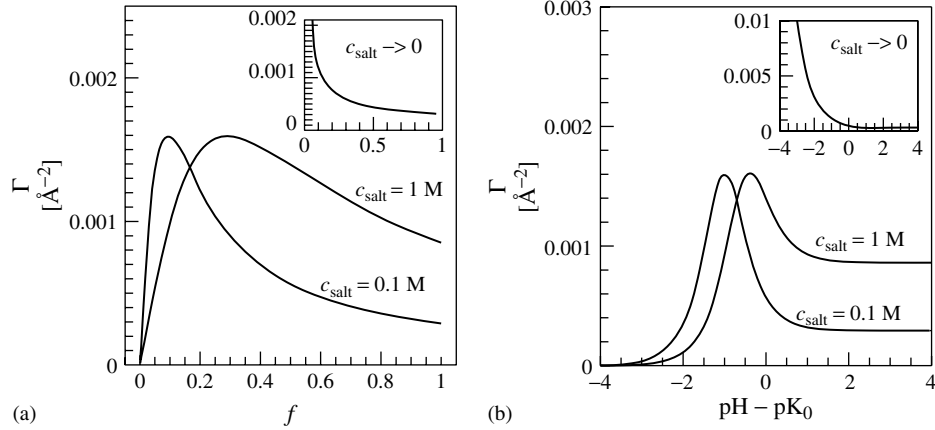 0.002
0.001
0
0 1
c_salt -> 0
0.002
0.001
0
Γ
[Å⁻²]
c_salt = 1 M
c_salt = 0.1 M
0 0.2 0.4 0.6 0.8 1
(a) f
0.01
0.005
0
−4 −2 0 2 4
c_salt -> 0
0.003
0.002
0.001
0
Γ
[Å⁻²]
c_salt = 1 M
c_salt = 0.1 M
−4 −2 0 2 4
(b) pH − pK₀